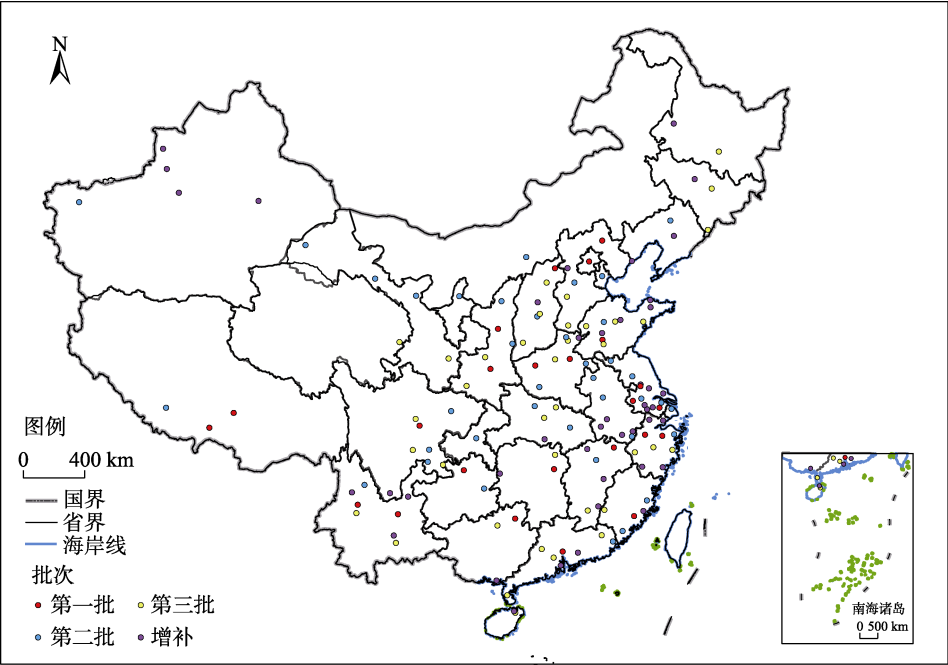 N
图例
0 400 km
国界
省界
海岸线
批次
第一批 第三批
第二批 增补
南海诸岛
0 500 km